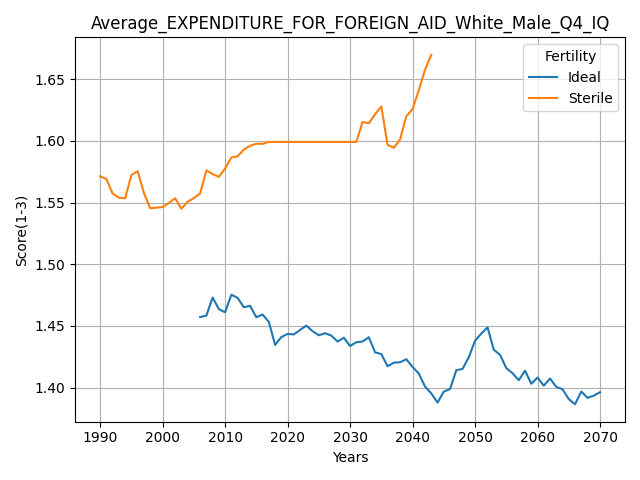 Average_EXPENDITURE_FOR_FOREIGN_AID_White_Male_Q4_IQ
Fertility
Ideal
Sterile
Score(1-3)
1.65
1.60
1.55
1.50
1.45
1.40
1990 2000 2010 2020 2030 2040 2050 2060 2070
Years